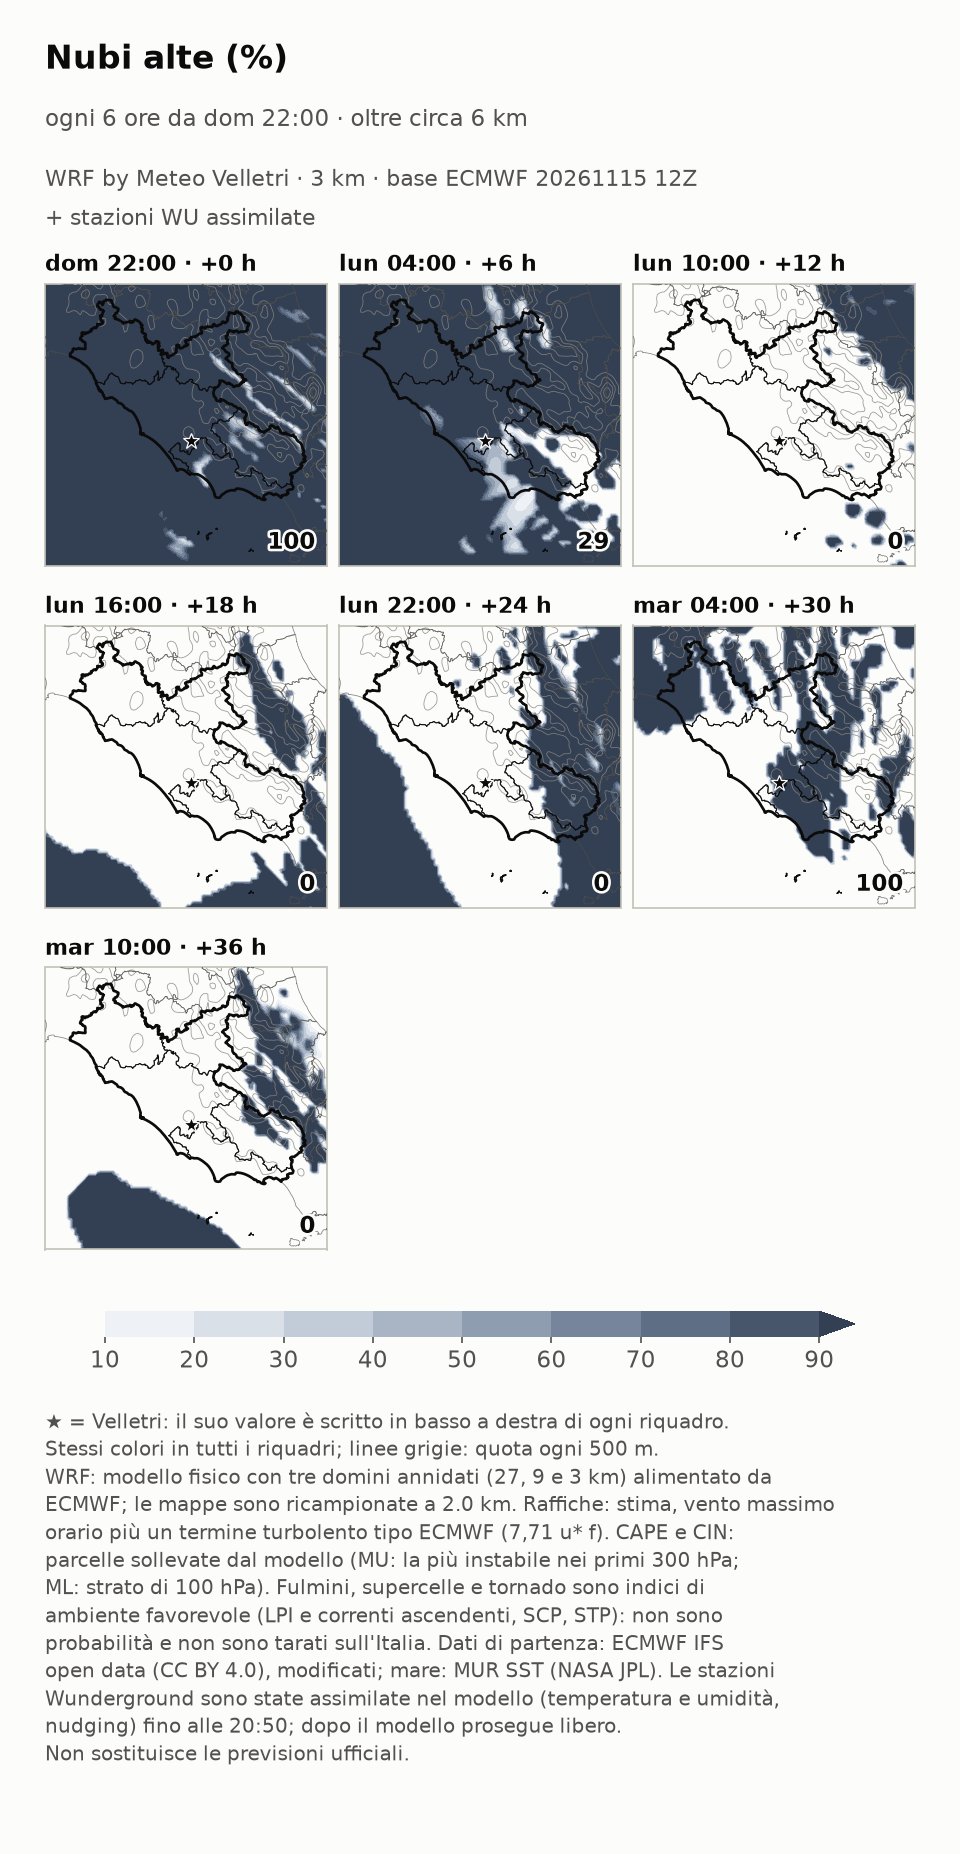 Nubi alte (%)
ogni 6 ore da dom 22:00 · oltre circa 6 km
WRF by Meteo Velletri · 3 km · base ECMWF 20261115 12Z
+ stazioni WU assimilate
dom 22:00 · +0 h
lun 04:00 · +6 h
lun 10:00 · +12 h
100
29
0
lun 16:00 · +18 h
lun 22:00 · +24 h
mar 04:00 · +30 h
0
0
100
mar 10:00 · +36 h
0
10 20 30 40 50 60 70 80 90
★ = Velletri: il suo valore è scritto in basso a destra di ogni riquadro.
Stessi colori in tutti i riquadri; linee grigie: quota ogni 500 m.
WRF: modello fisico con tre domini annidati (27, 9 e 3 km) alimentato da
ECMWF; le mappe sono ricampionate a 2.0 km. Raffiche: stima, vento massimo
orario più un termine turbolento tipo ECMWF (7,71 u* f). CAPE e CIN:
parcelle sollevate dal modello (MU: la più instabile nei primi 300 hPa;
ML: strato di 100 hPa). Fulmini, supercelle e tornado sono indici di
ambiente favorevole (LPI e correnti ascendenti, SCP, STP): non sono
probabilità e non sono tarati sull'Italia. Dati di partenza: ECMWF IFS
open data (CC BY 4.0), modificati; mare: MUR SST (NASA JPL). Le stazioni
Wunderground sono state assimilate nel modello (temperatura e umidità,
nudging) fino alle 20:50; dopo il modello prosegue libero.
Non sostituisce le previsioni ufficiali.